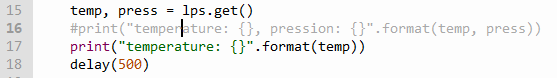 15 temp, press = lps.get()
16 #print("temperature: {}, pression: {}".format(temp, press))
17 print("temperature: {}".format(temp))
18 delay(500)